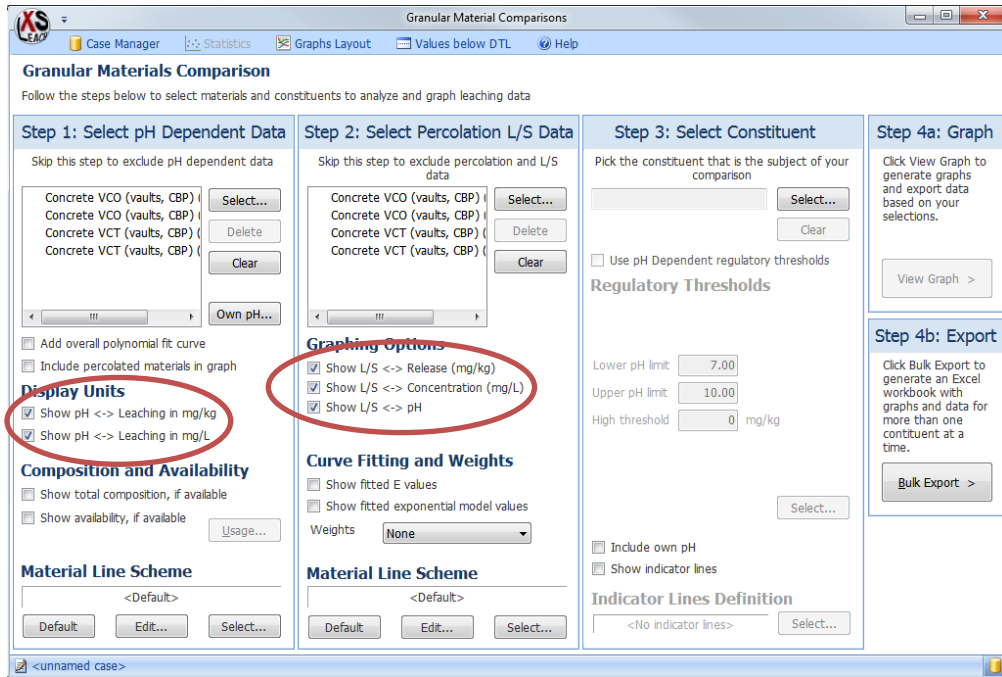 Granular Material Comparisons
XS
LEACH
Case Manager Statistics Graphs Layout Values below DTL Help
Granular Materials Comparison
Follow the steps below to select materials and constituents to analyze and graph leaching data
Step 1: Select pH Dependent Data
Skip this step to exclude pH dependent data
Concrete VCO (vaults, CBP) (
Concrete VCO (vaults, CBP) (
Concrete VCT (vaults, CBP) (
Concrete VCT (vaults, CBP) (
Select...
Delete
Clear
Own pH...
Add overall polynomial fit curve
Include percolated materials in graph
Display Units
Show pH <-> Leaching in mg/kg
Show pH <-> Leaching in mg/L
Composition and Availability
Show total composition, if available
Show availability, if available
Usage...
Material Line Scheme
<Default>
Default Edit... Select...
Step 2: Select Percolation L/S Data
Skip this step to exclude percolation and L/S
data
Concrete VCO (vaults, CBP) (
Concrete VCO (vaults, CBP) (
Concrete VCT (vaults, CBP) (
Concrete VCT (vaults, CBP) (
Select...
Delete
Clear
Graphing Options
Show L/S <-> Release (mg/kg)
Show L/S <-> Concentration (mg/L)
Show L/S <-> pH
Curve Fitting and Weights
Show fitted E values
Show fitted exponential model values
Weights None
Material Line Scheme
<Default>
Default Edit... Select...
Step 3: Select Constituent
Pick the constituent that is the subject of your
comparison
Select...
Clear
Use pH Dependent regulatory thresholds
Regulatory Thresholds
Lower pH limit 7.00
Upper pH limit 10.00
High threshold 0 mg/kg
Select...
Include own pH
Show indicator lines
Indicator Lines Definition
<No indicator lines> Select...
Step 4a: Graph
Click View Graph to
generate graphs
and export data
based on your
selections.
View Graph >
Step 4b: Export
Click Bulk Export to
generate an Excel
workbook with
graphs and data for
more than one
contituent at a
time.
Bulk Export >
<unnamed case>